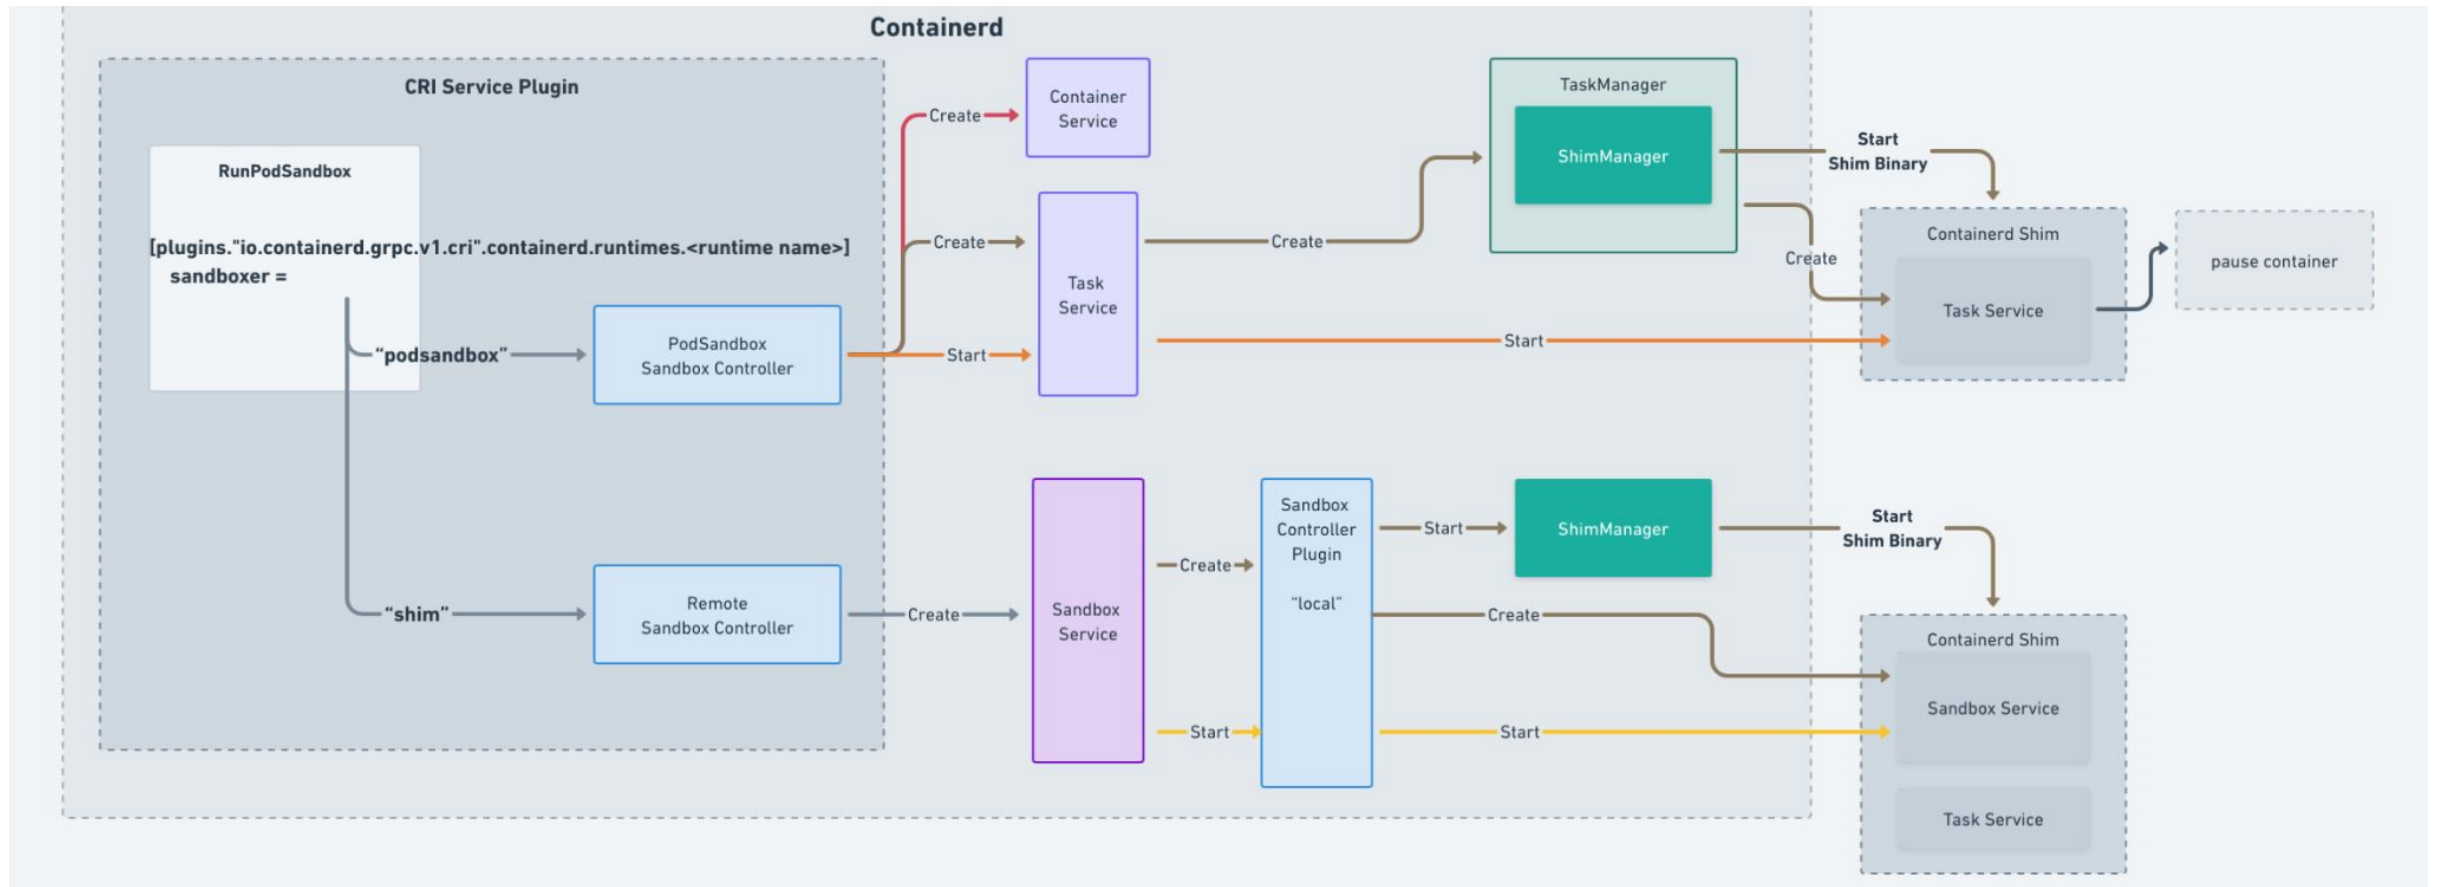 Containerd
CRI Service Plugin
RunPodSandbox
[plugins."io.containerd.grpc.v1.cri".containerd.runtimes.<runtime name>]
sandboxer =
“podsandbox”
PodSandbox
Sandbox Controller
“shim”
Remote
Sandbox Controller
Create
Container
Service
Create
Start
Task
Service
Create
TaskManager
ShimManager
Start
Shim Binary
Create
Start
Containerd Shim
Task Service
pause container
Create
Sandbox
Service
Create
Start
Sandbox
Controller
Plugin
“local”
Start
ShimManager
Create
Start
Start
Shim Binary
Containerd Shim
Sandbox Service
Task Service